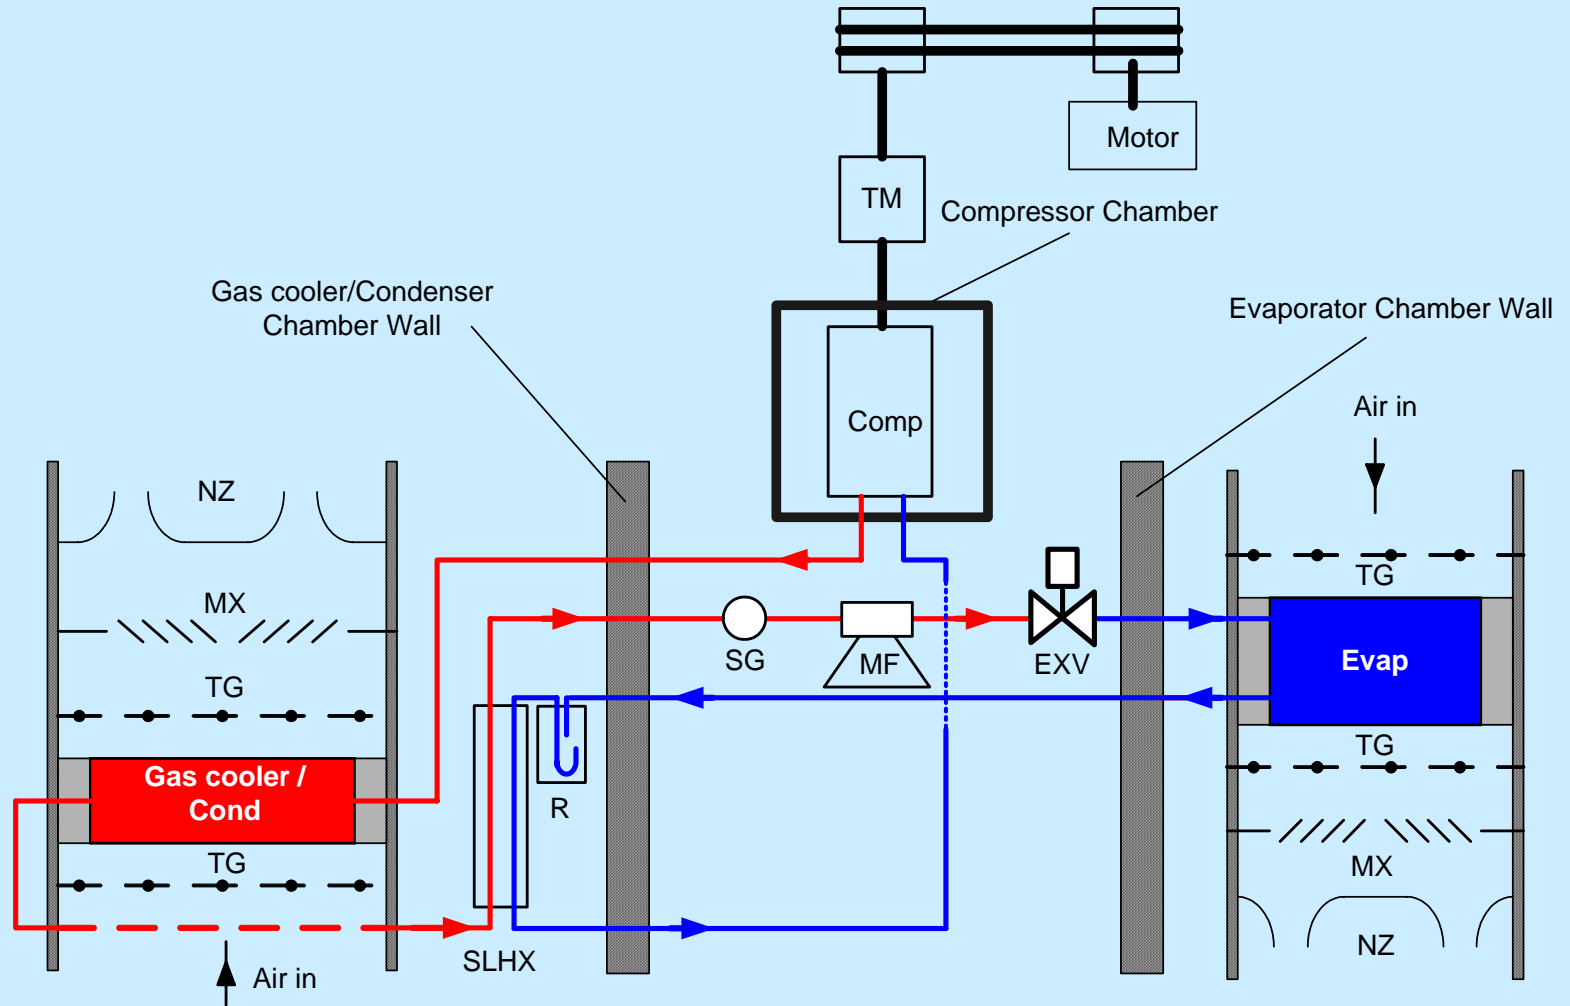 Motor
TM
Compressor Chamber
Gas cooler/Condenser
Chamber Wall
Evaporator Chamber Wall
Comp
Air in
NZ
TG
MX
SG
MF
EXV
Evap
TG
TG
Gas cooler /
Cond
R
TG
MX
SLHX
NZ
Air in